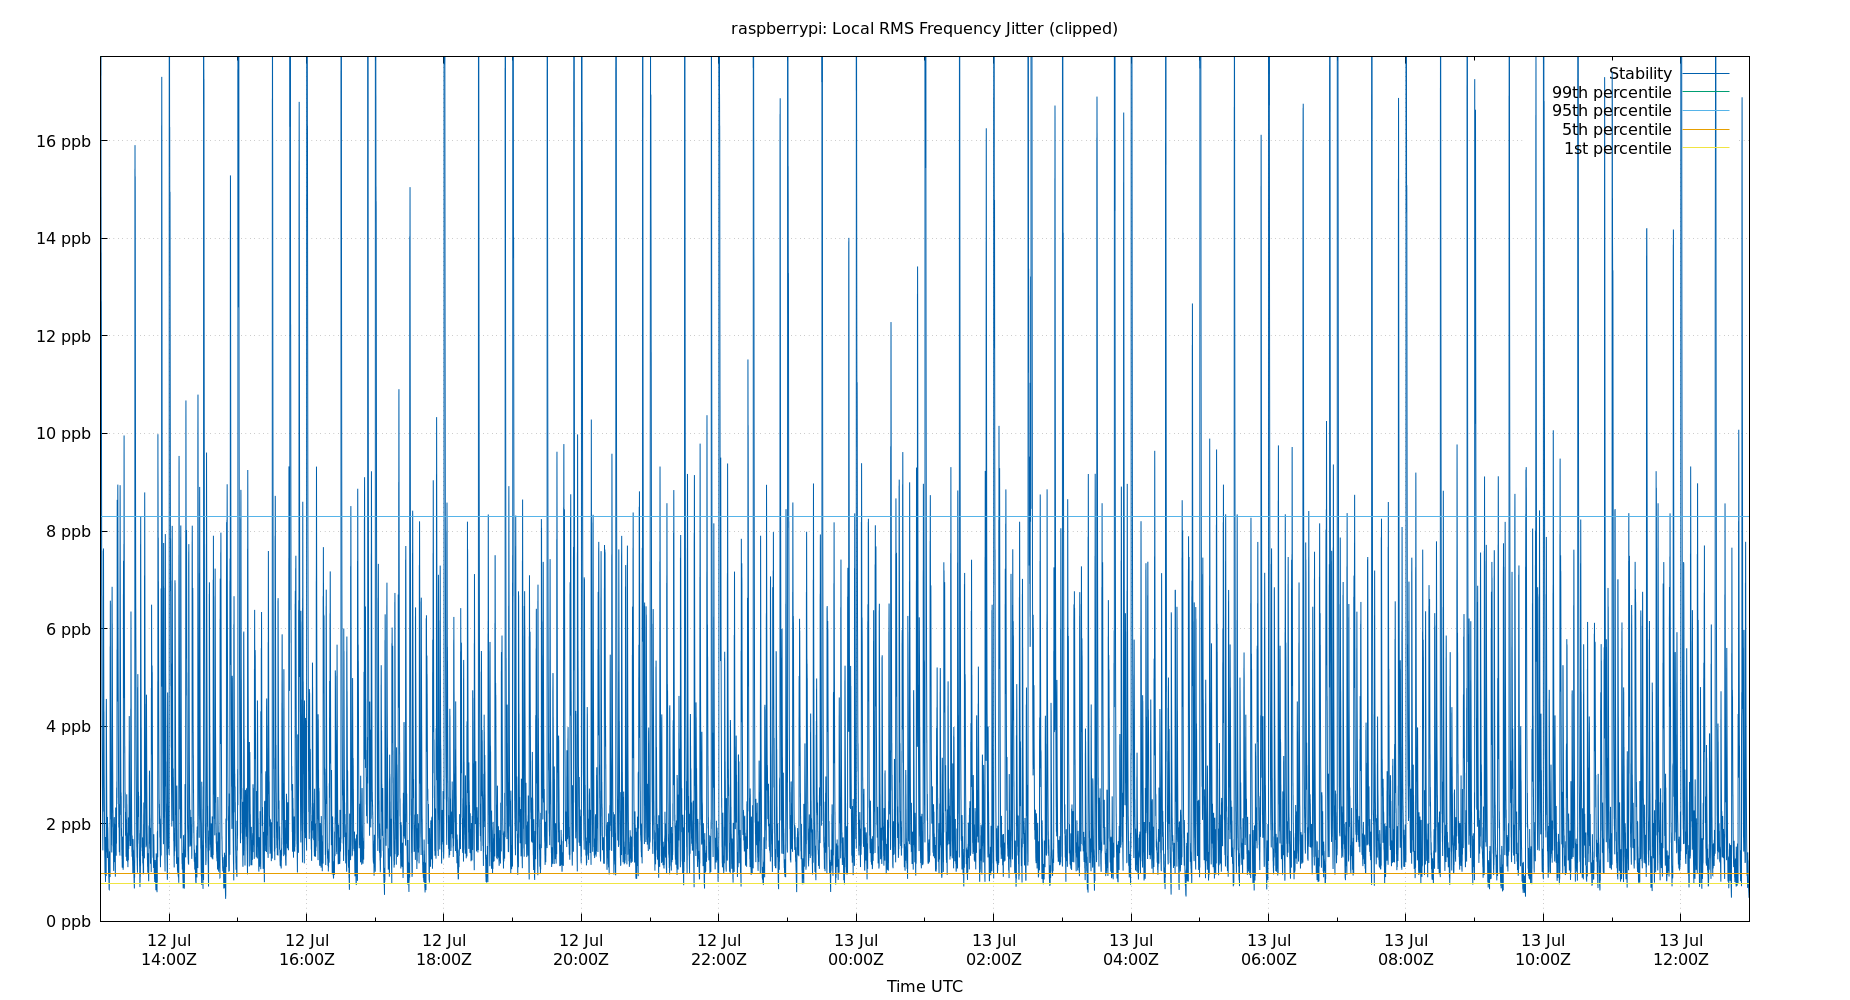 raspberrypi: Local RMS Frequency Jitter (clipped)
Stability
99th percentile
95th percentile
5th percentile
1st percentile
16 ppb
14 ppb
12 ppb
10 ppb
8 ppb
6 ppb
4 ppb
2 ppb
0 ppb
12 Jul 12 Jul 12 Jul 12 Jul 12 Jul 13 Jul 13 Jul 13 Jul 13 Jul 13 Jul 13 Jul 13 Jul
14:00Z 16:00Z 18:00Z 20:00Z 22:00Z 00:00Z 02:00Z 04:00Z 06:00Z 08:00Z 10:00Z 12:00Z
Time UTC